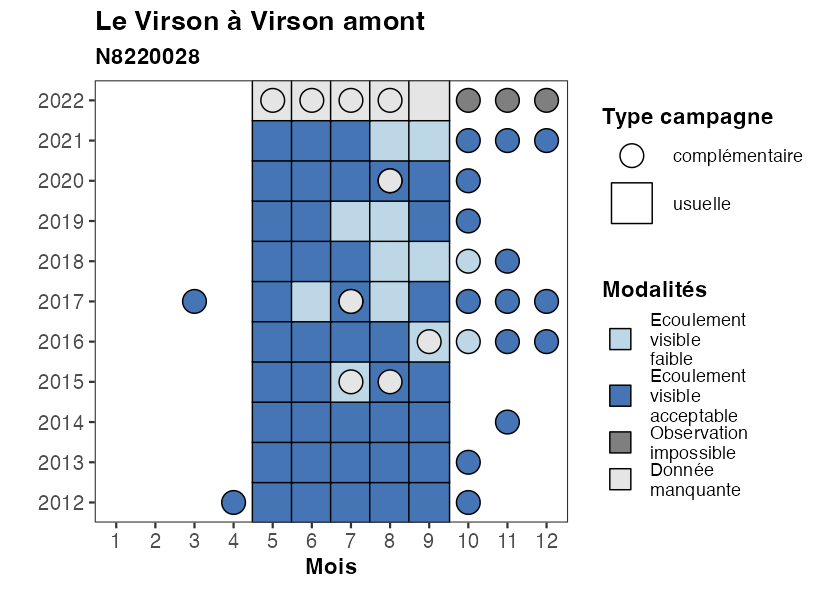 Le Virson à Virson amont
N8220028
2022
2021
2020
2019
2018
2017
2016
2015
2014
2013
2012
1 2 3 4 5 6 7 8 9 10 11 12
Mois
Type campagne
complémentaire
usuelle
Modalités
Ecoulement
visible
faible
Ecoulement
visible
acceptable
Observation
impossible
Donnée
manquante